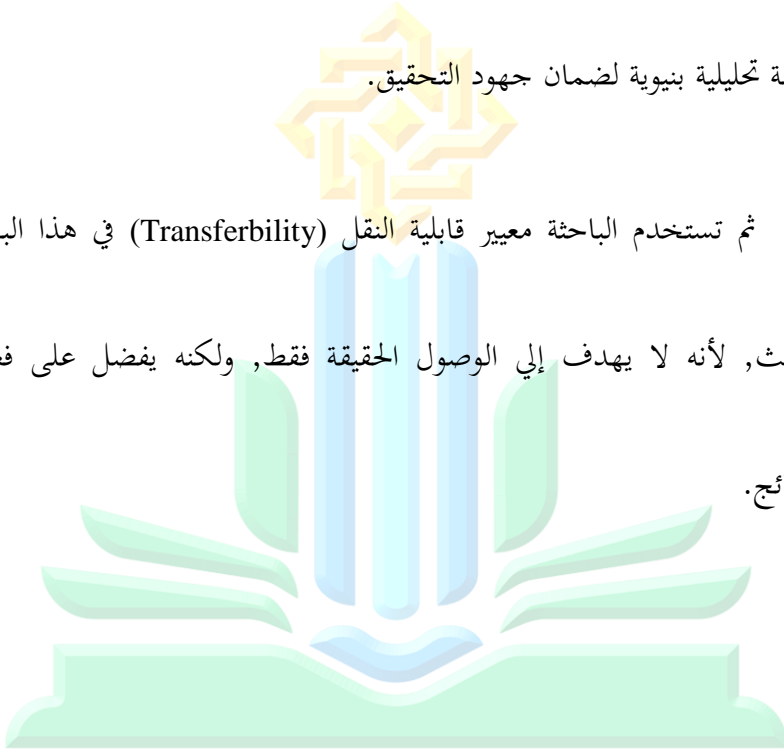 ة تحليلية بنيوية لضمان جهود التحقيق.
ثم تستخدم الباحثة معيير قابلية النقل (Transferbility) في هذا الب
ث, لأنه لا يهدف إلي الوصول الحقيقة فقط, ولكنه يفضل على
ئج.